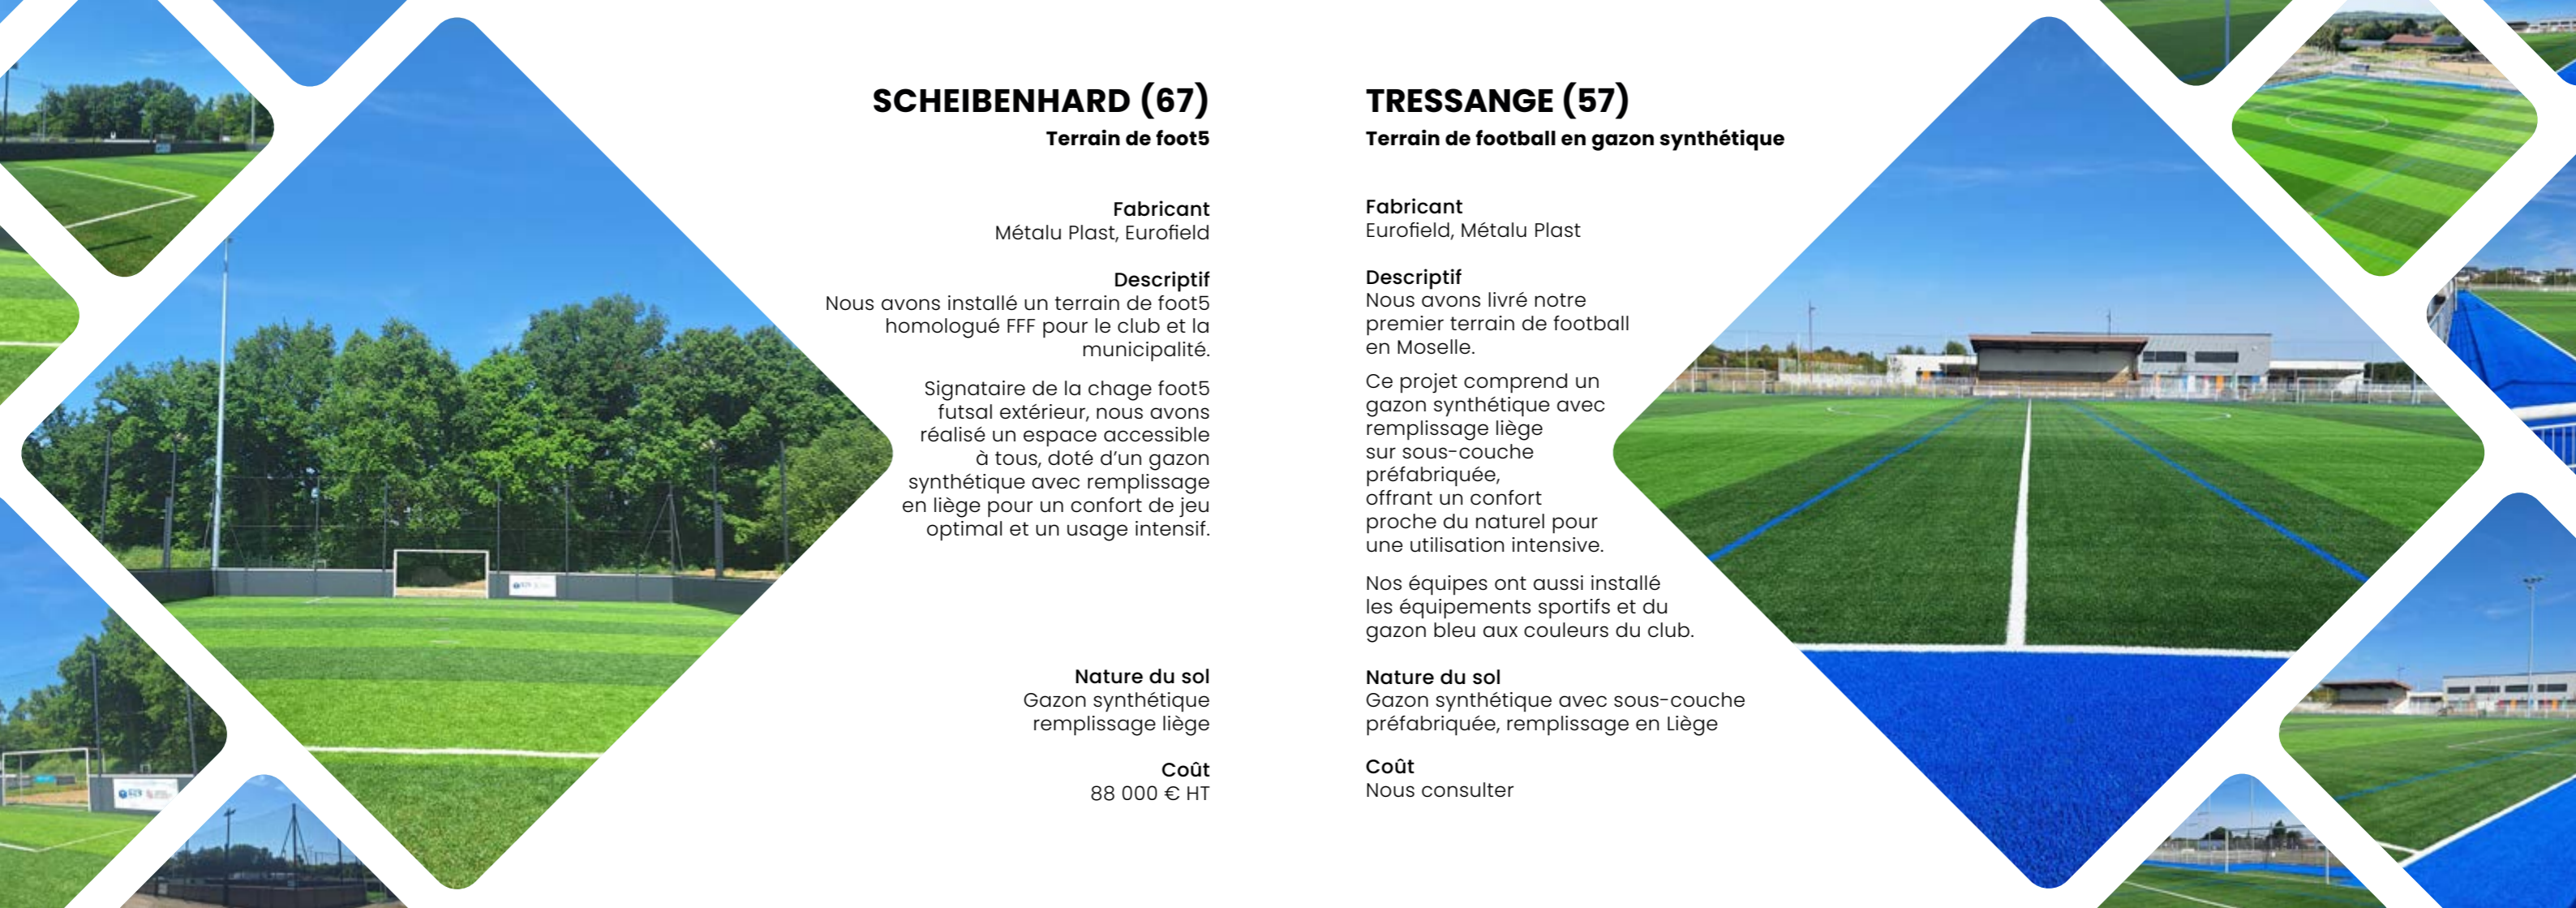 SCHEIBENHARD (67)
Terrain de foot5
Fabricant
Métalu Plast, Eurofield
Descriptif
Nous avons installé un terrain de foot5
homologué FFF pour le club et la
municipalité.
Signataire de la chage foot5
futsal extérieur, nous avons
réalisé un espace accessible
à tous, doté d’un gazon
synthétique avec remplissage
en liège pour un confort de jeu
optimal et un usage intensif.
Nature du sol
Gazon synthétique
remplissage liège
Coût
88 000 € HT
TRESSANGE (57)
Terrain de football en gazon synthétique
Fabricant
Eurofield, Métalu Plast
Descriptif
Nous avons livré notre
premier terrain de football
en Moselle.
Ce projet comprend un
gazon synthétique avec
remplissage liège
sur sous-couche
préfabriquée,
offrant un confort
proche du naturel pour
une utilisation intensive.
Nos équipes ont aussi installé
les équipements sportifs et du
gazon bleu aux couleurs du club.
Nature du sol
Gazon synthétique avec sous-couche
préfabriquée, remplissage en Liège
Coût
Nous consulter